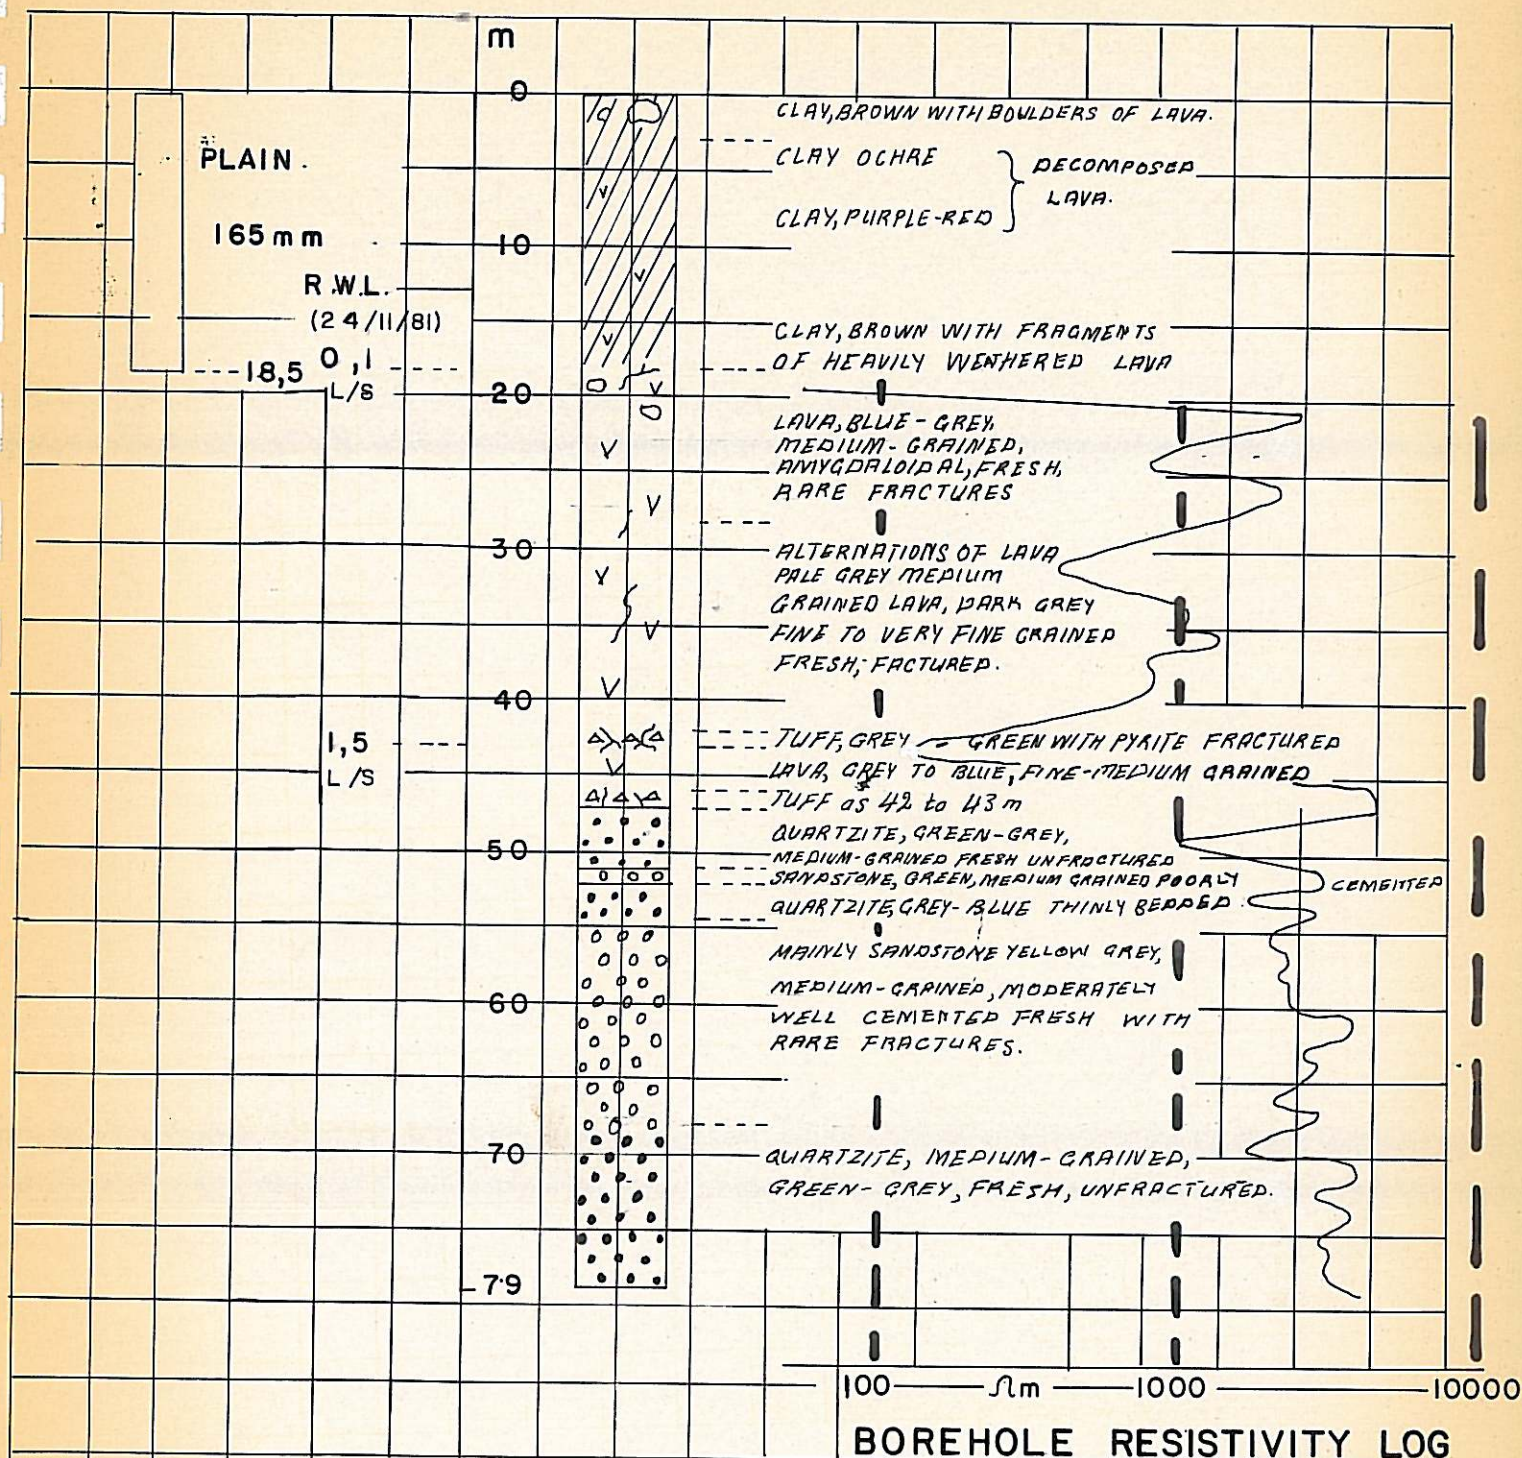 m
0
CLAY, BROWN WITH BOULDERS OF LAVA.
PLAIN.
CLAY OCHRE
DECOMPOSED
LAVA.
CLAY, PURPLE-RED
165mm
10
R.W.L.
(24/11/81)
CLAY, BROWN WITH FRAGMENTS
OF HEAVILY WEATHERED LAVA
18,5
0,1
L/S
20
LAVA, BLUE-GREY,
MEDIUM-GRAINED,
AMYGDALOIDAL, FRESH,
RARE FRACTURES
30
ALTERNATIONS OF LAVA
PALE GREY MEDIUM
GRAINED LAVA, DARK GREY
FINE TO VERY FINE GRAINED
FRESH, FACTURED.
40
1,5
L/S
TUFF, GREY - GREEN WITH PYRITE FRACTURED
LAVA, GREY TO BLUE, FINE-MEDIUM GRAINED
TUFF as 42 to 43m
QUARTZITE, GREEN-GREY,
50
MEDIUM-GRAINED FRESH UNFRACTURED
SANDSTONE, GREEN, MEDIUM GRAINED POORLY CEMENTED
QUARTZITE, GREY-BLUE THINLY BEDDED.
MAINLY SANDSTONE YELLOW GREY,
MEDIUM-GRAINED, MODERATELY
60
WELL CEMENTED FRESH WITH
RARE FRACTURES.
70
QUARTZITE, MEDIUM-GRAINED,
GREEN-GREY, FRESH, UNFRACTURED.
79
100 Ωm 1000 10000
BOREHOLE RESISTIVITY LOG